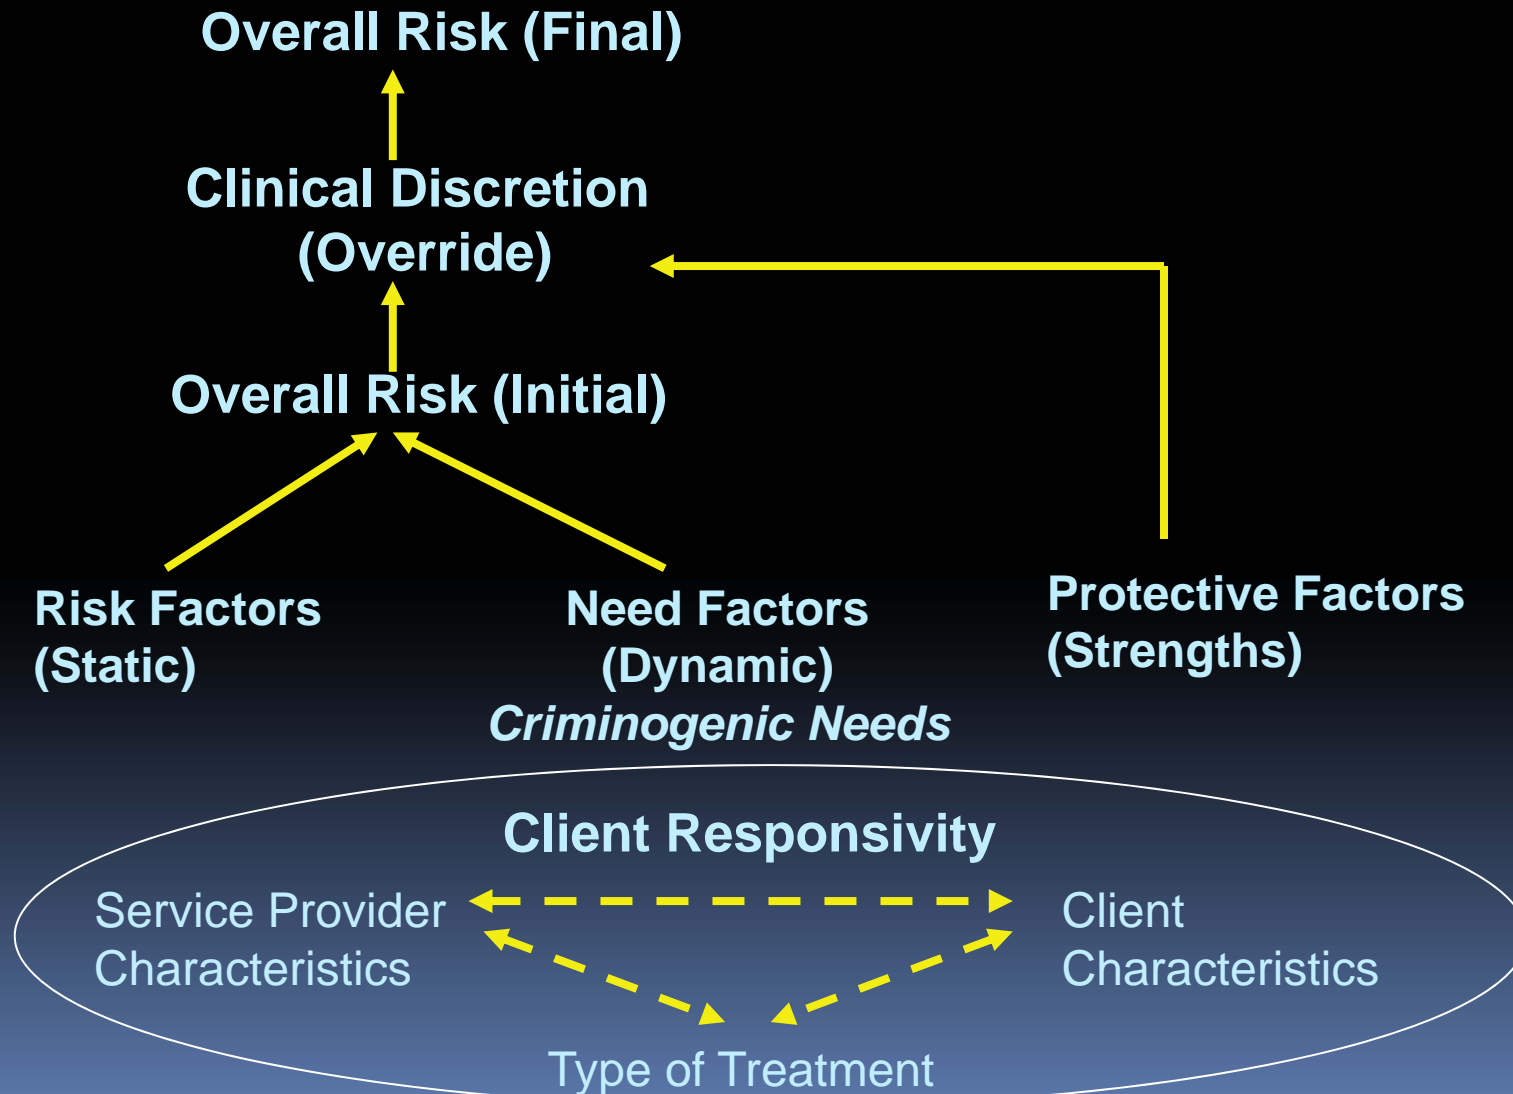 Overall Risk (Final)
Clinical Discretion
(Override)
Overall Risk (Initial)
Risk Factors
(Static)
Need Factors
(Dynamic)
Criminogenic Needs
Protective Factors
(Strengths)
Client Responsivity
Service Provider
Characteristics
Client
Characteristics
Type of Treatment